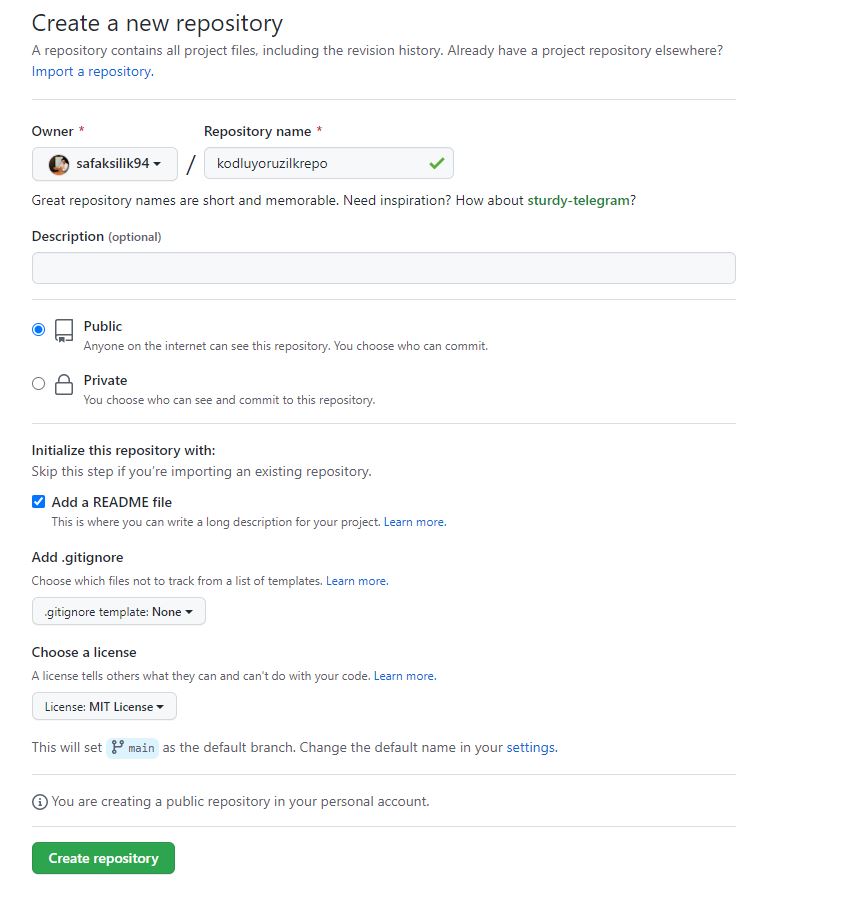 Create a new repository
A repository contains all project files, including the revision history. Already have a project repository elsewhere?
Import a repository.
Owner * Repository name *
safaksilik94 / kodluyoruzilkrepo
Great repository names are short and memorable. Need inspiration? How about sturdy-telegram?
Description (optional)
Public
Anyone on the internet can see this repository. You choose who can commit.
Private
You choose who can see and commit to this repository.
Initialize this repository with:
Skip this step if you're importing an existing repository.
Add a README file
This is where you can write a long description for your project. Learn more.
Add .gitignore
Choose which files not to track from a list of templates. Learn more.
.gitignore template: None
Choose a license
A license tells others what they can and can't do with your code. Learn more.
License: MIT License
This will set main as the default branch. Change the default name in your settings.
You are creating a public repository in your personal account.
Create repository